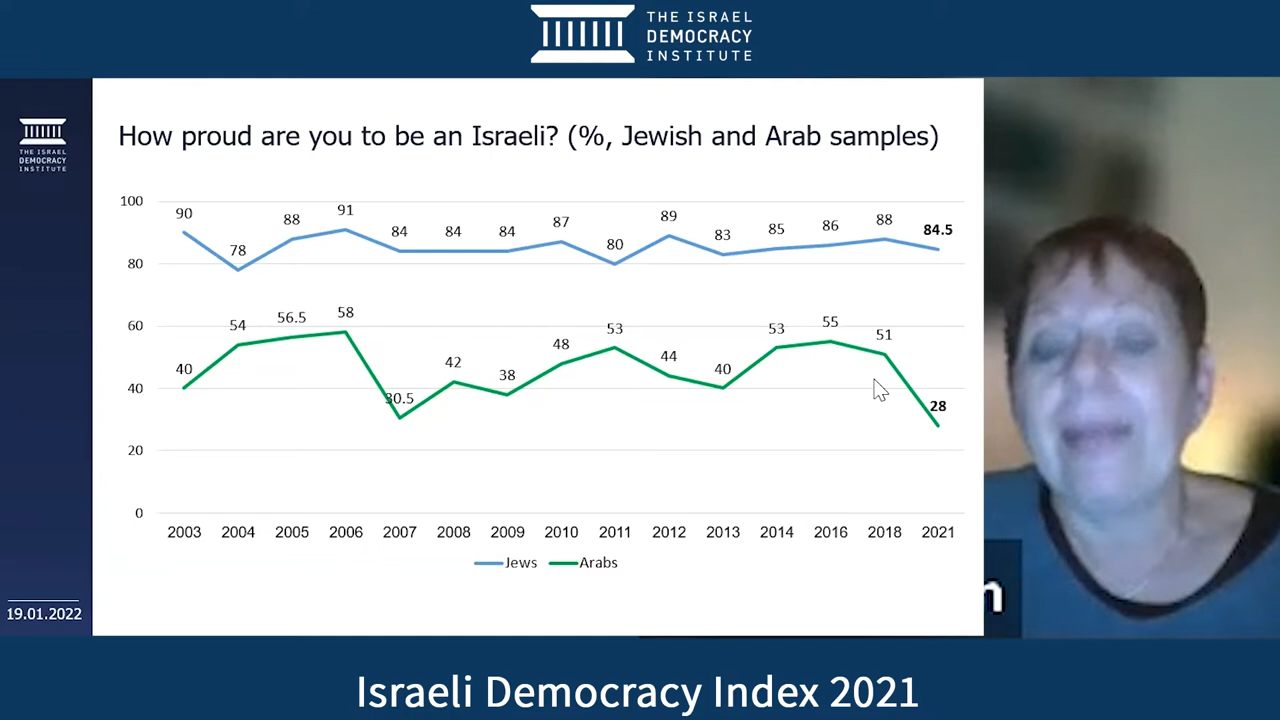 THE ISRAEL
DEMOCRACY
INSTITUTE
THE ISRAEL
DEMOCRACY
INSTITUTE
How proud are you to be an Israeli? (%, Jewish and Arab samples)
100
80
60
40
20
0
90 78 88 91 84 84 84 87 80 89 83 85 86 88 84.5
40 54 56.5 58 30.5 42 38 48 53 44 40 53 55 51 28
2003 2004 2005 2006 2007 2008 2009 2010 2011 2012 2013 2014 2016 2018 2021
Jews Arabs
19.01.2022
Israeli Democracy Index 2021